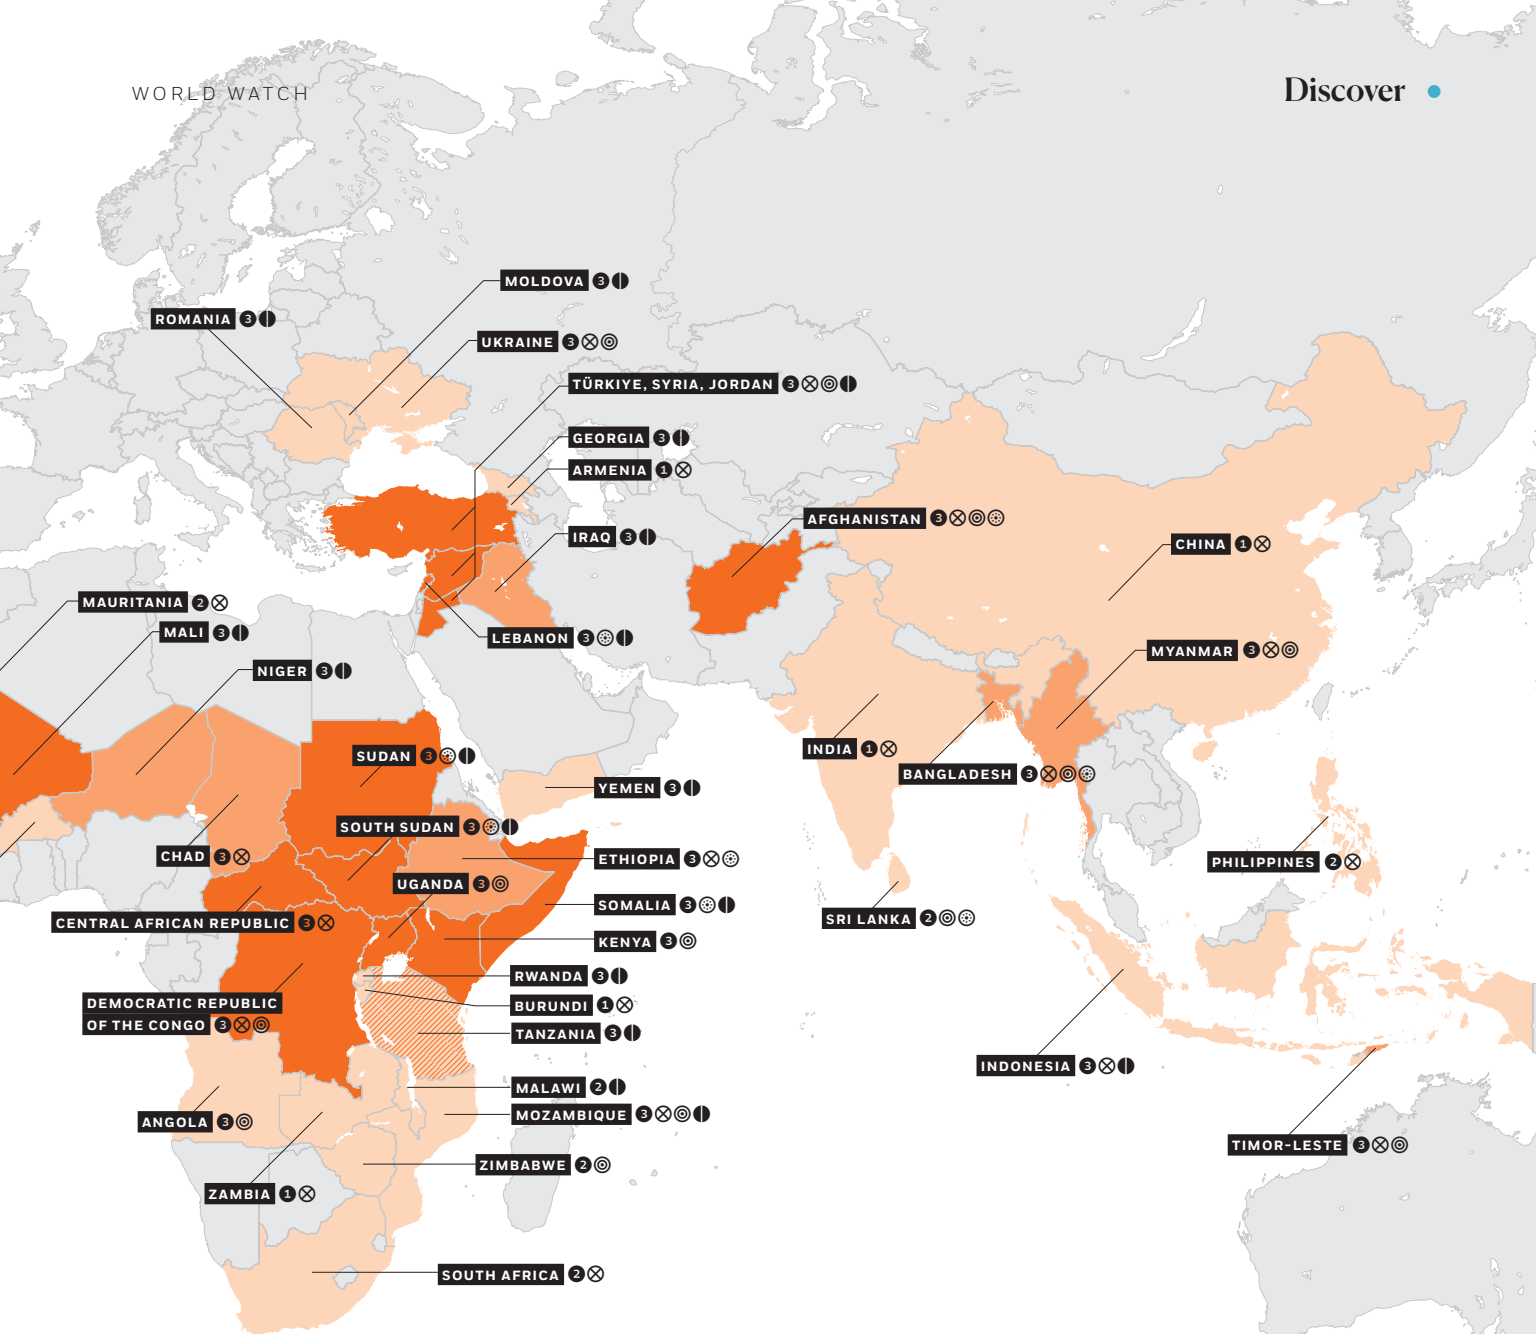 WORLD WATCH
Discover
MOLDOVA 3
ROMANIA 3
UKRAINE 3
TÜRKIYE, SYRIA, JORDAN 3
GEORGIA 3
ARMENIA 1
AFGHANISTAN 3
IRAQ 3
CHINA 1
MAURITANIA 2
MALI 3
LEBANON 3
MYANMAR 3
NIGER 3
INDIA 1
SUDAN 3
BANGLADESH 3
YEMEN 3
SOUTH SUDAN 3
CHAD 3
ETHIOPIA 3
PHILIPPINES 2
UGANDA 3
SOMALIA 3
SRI LANKA 2
CENTRAL AFRICAN REPUBLIC 3
KENYA 3
RWANDA 3
DEMOCRATIC REPUBLIC
OF THE CONGO 3
BURUNDI 1
TANZANIA 3
INDONESIA 3
MALAWI 2
MOZAMBIQUE 3
ANGOLA 3
TIMOR-LESTE 3
ZIMBABWE 2
ZAMBIA 1
SOUTH AFRICA 2